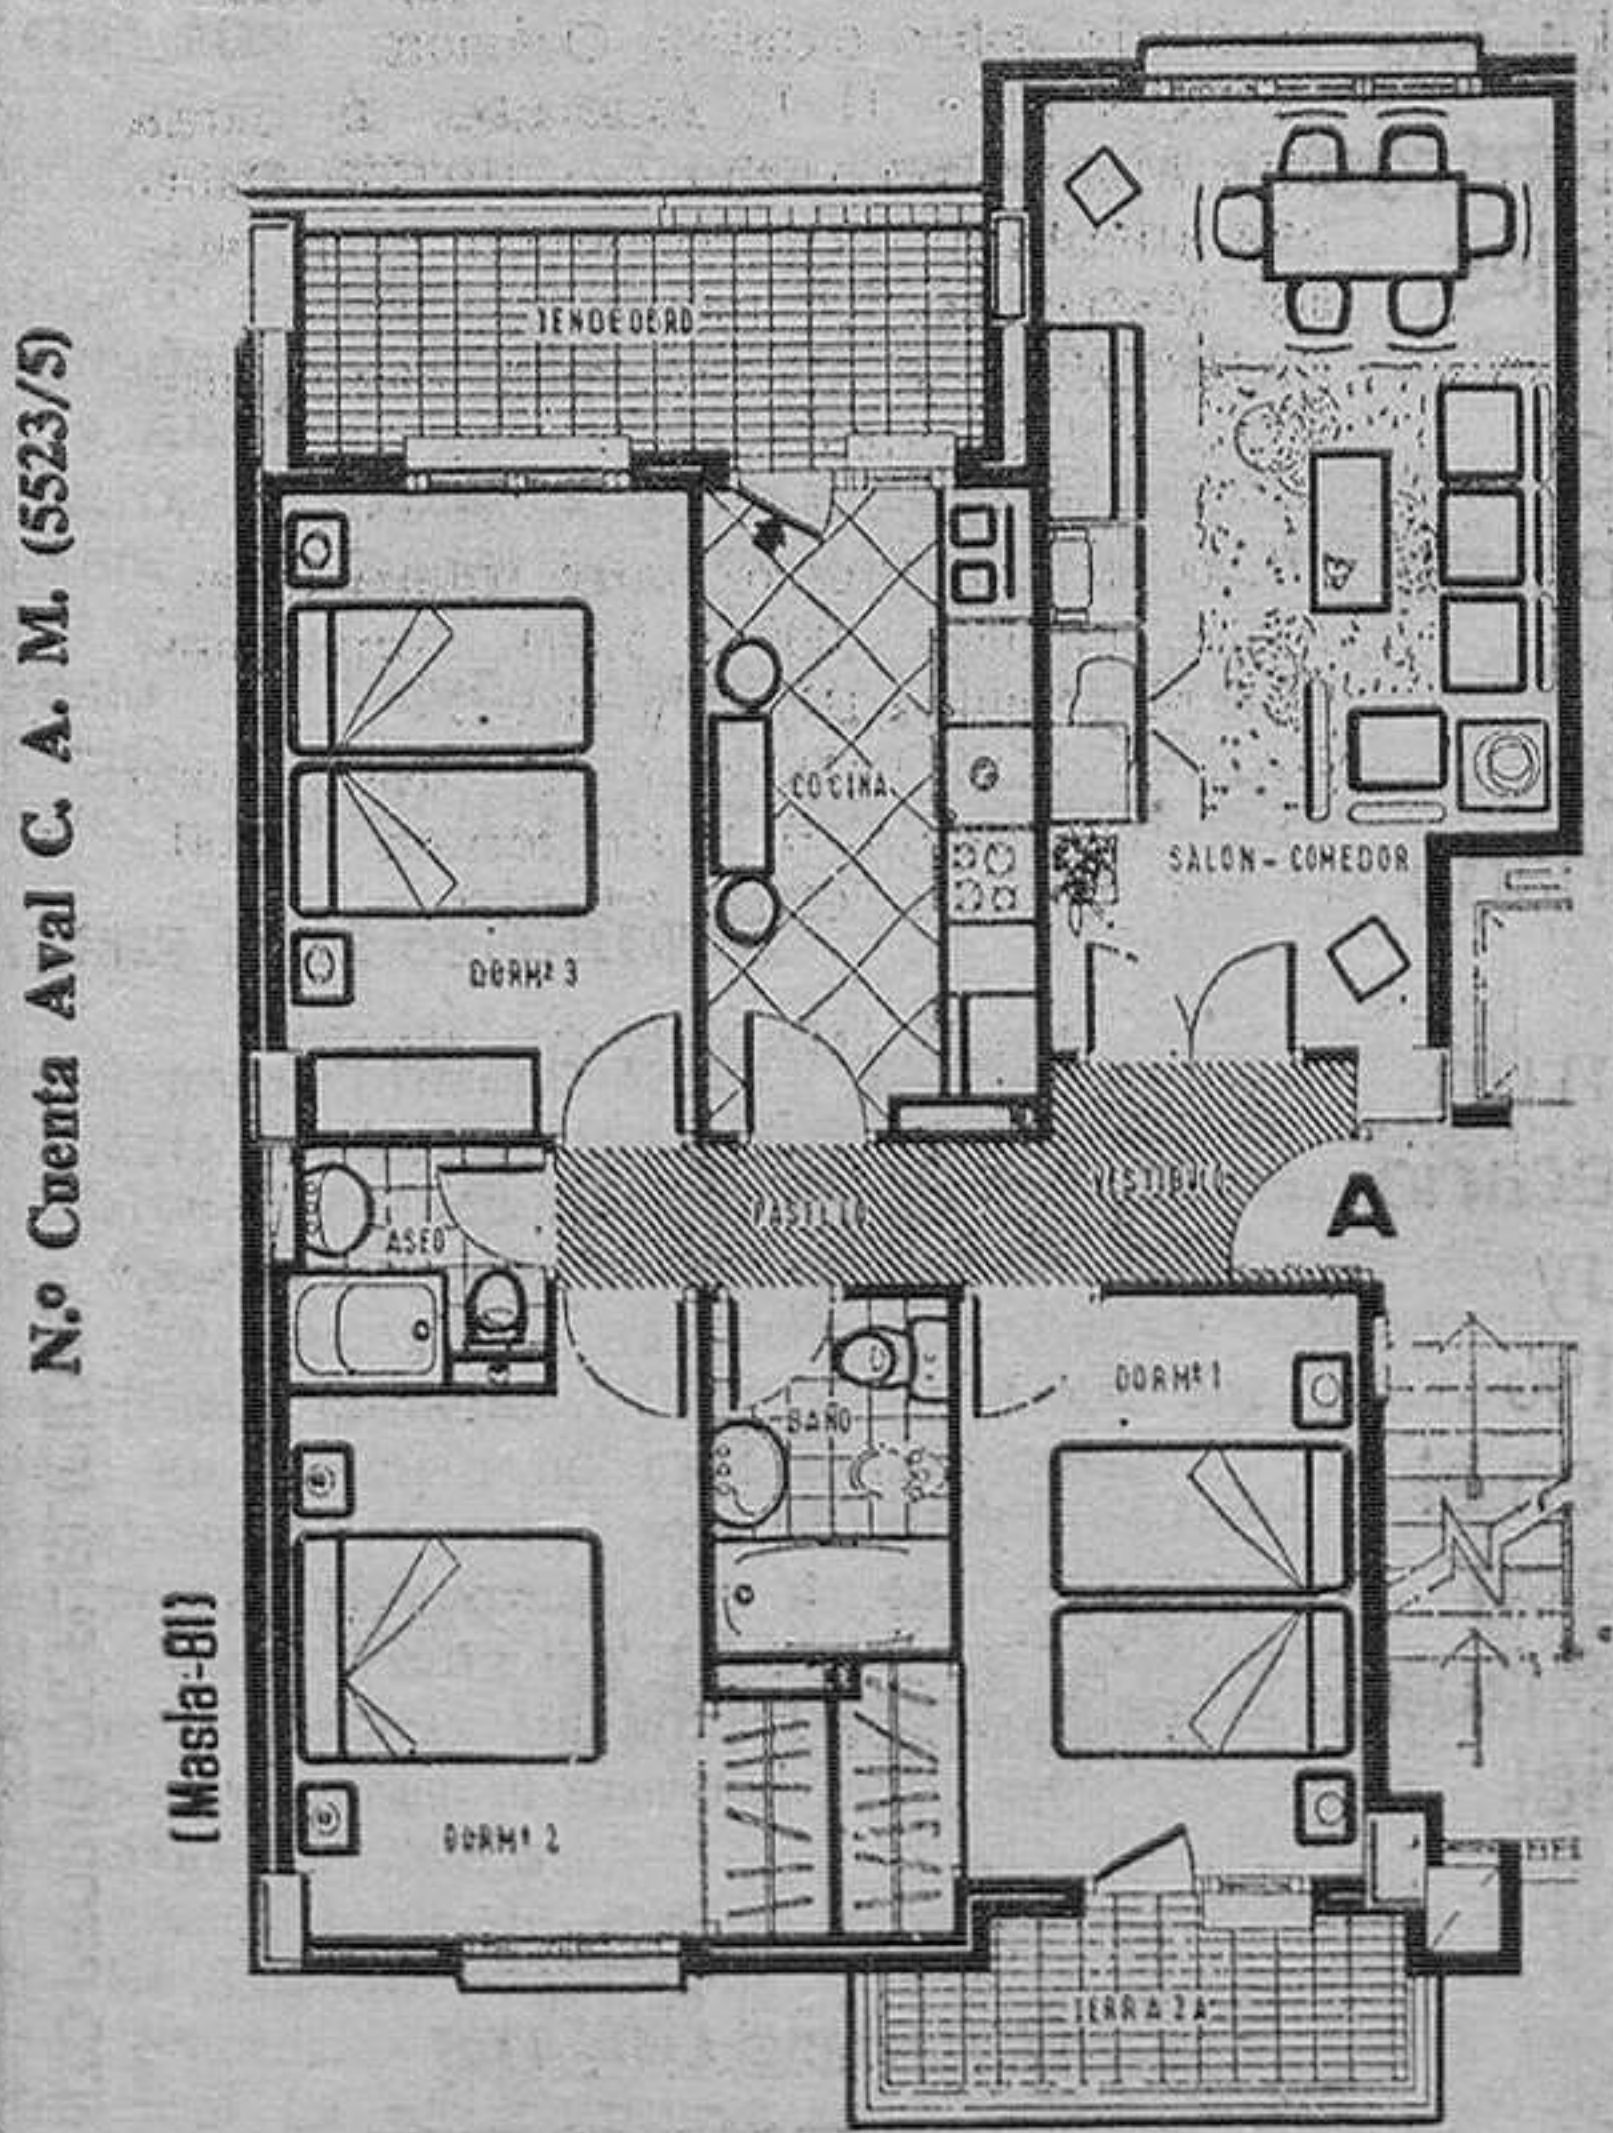 N.º Cuenta Aval C. A. M. (5523/5)
(Masía-81)
TENDEDERO
COCINA
DORMº 3
SALON-COMEDOR
ASEO
PASILLO
VESTIBULO
A
DORMº 1
BAÑO
DORMº 2
TERRAZA